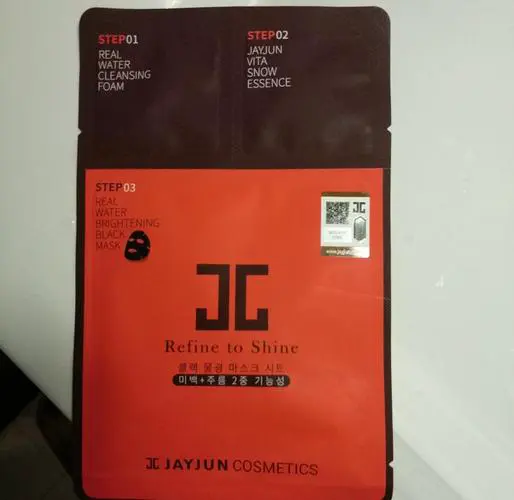 STEP01
REAL
WATER
CLEANSING
FOAM
STEP02
JAYJUN
VITA
SNOW
ESSENCE
STEP03
REAL
WATER
BRIGHTENING
BLACK
MASK
Refine to Shine
블랙 물광 마스크 시트
미백+주름 2중 기능성
JAYJUN COSMETICS